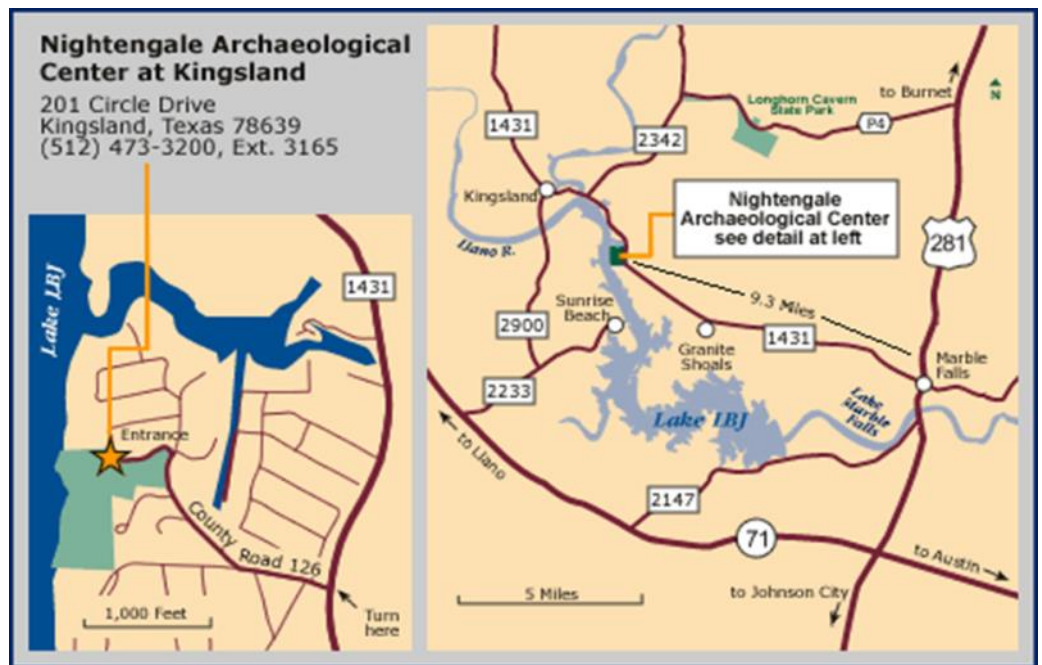 Nightengale Archaeological
Center at Kingsland
201 Circle Drive
Kingsland, Texas 78639
(512) 473-3200, Ext. 3165
Lake LBJ
1431
Entrance
County Road 126
1,000 Feet
Turn
here
to Burnet
N
Longhorn Cavern
State Park
P4
1431
2342
Kingsland
Nightengale
Archaeological Center
see detail at left
281
Llano R.
9.3 Miles
Sunrise
Beach
2900
1431
Granite
Shoals
Marble
Falls
2233
Lake LBJ
Lake
Marble
Falls
to Llano
2147
71
to Austin
5 Miles
to Johnson City